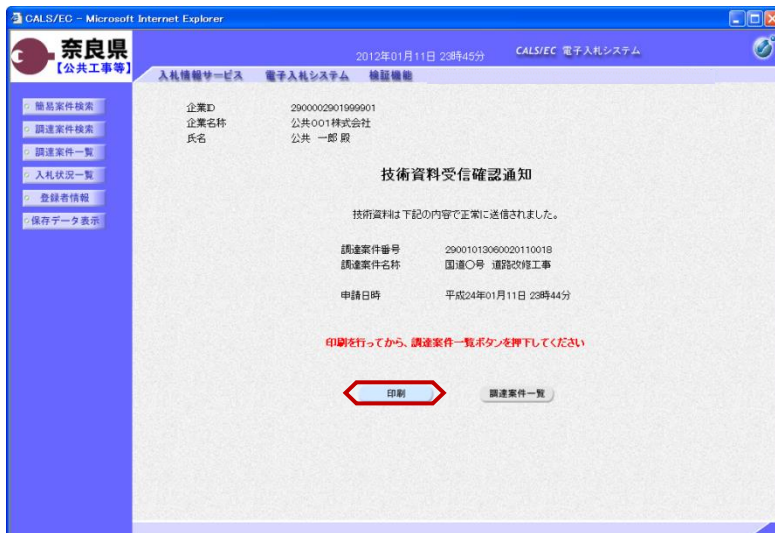 CALS/EC - Microsoft Internet Explorer
奈良県
【公共工事等】
2012年01月11日 23時45分
CALS/EC 電子入札システム
入札情報サービス 電子入札システム 検証機能
簡易案件検索
調達案件検索
調達案件一覧
入札状況一覧
登録者情報
保存データ表示
企業ID 2900002901999901
企業名称 公共001株式会社
氏名 公共 一郎 殿
技術資料受信確認通知
技術資料は下記の内容で正常に送信されました。
調達案件番号 29001013060020110018
調達案件名称 国道○号 道路改修工事
申請日時 平成24年01月11日 23時44分
印刷を行ってから、調達案件一覧ボタンを押下してください
印刷 調達案件一覧